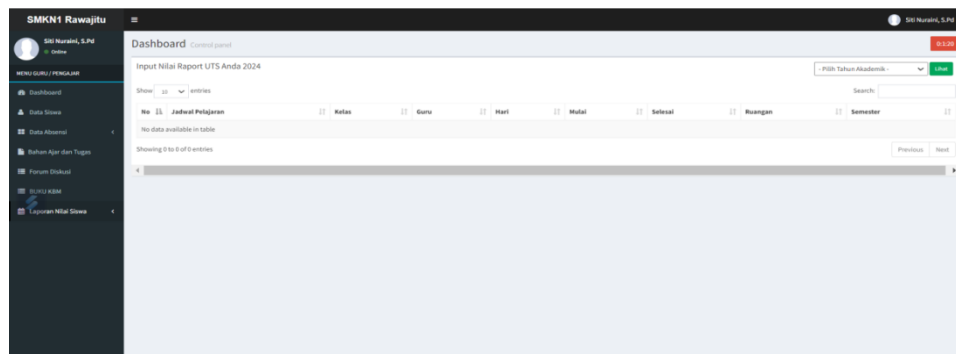 SMKN1 Rawajitu
Siti Nuraini, S.Pd
Siti Nuraini, S.Pd
Online
Dashboard Control panel
0:1:20
MENU GURU / PENGAJAR
Input Nilai Raport UTS Anda 2024
- Pilih Tahun Akademik -
Lihat
Dashboard
Show 10 entries
Search:
Data Siswa
No Jadwal Pelajaran Kelas Guru Hari Mulai Selesai Ruangan Semester
Data Absensi
No data available in table
Bahan Ajar dan Tugas
Showing 0 to 0 of 0 entries
Previous Next
Forum Diskusi
BUKU KBM
Laporan Nilai Siswa